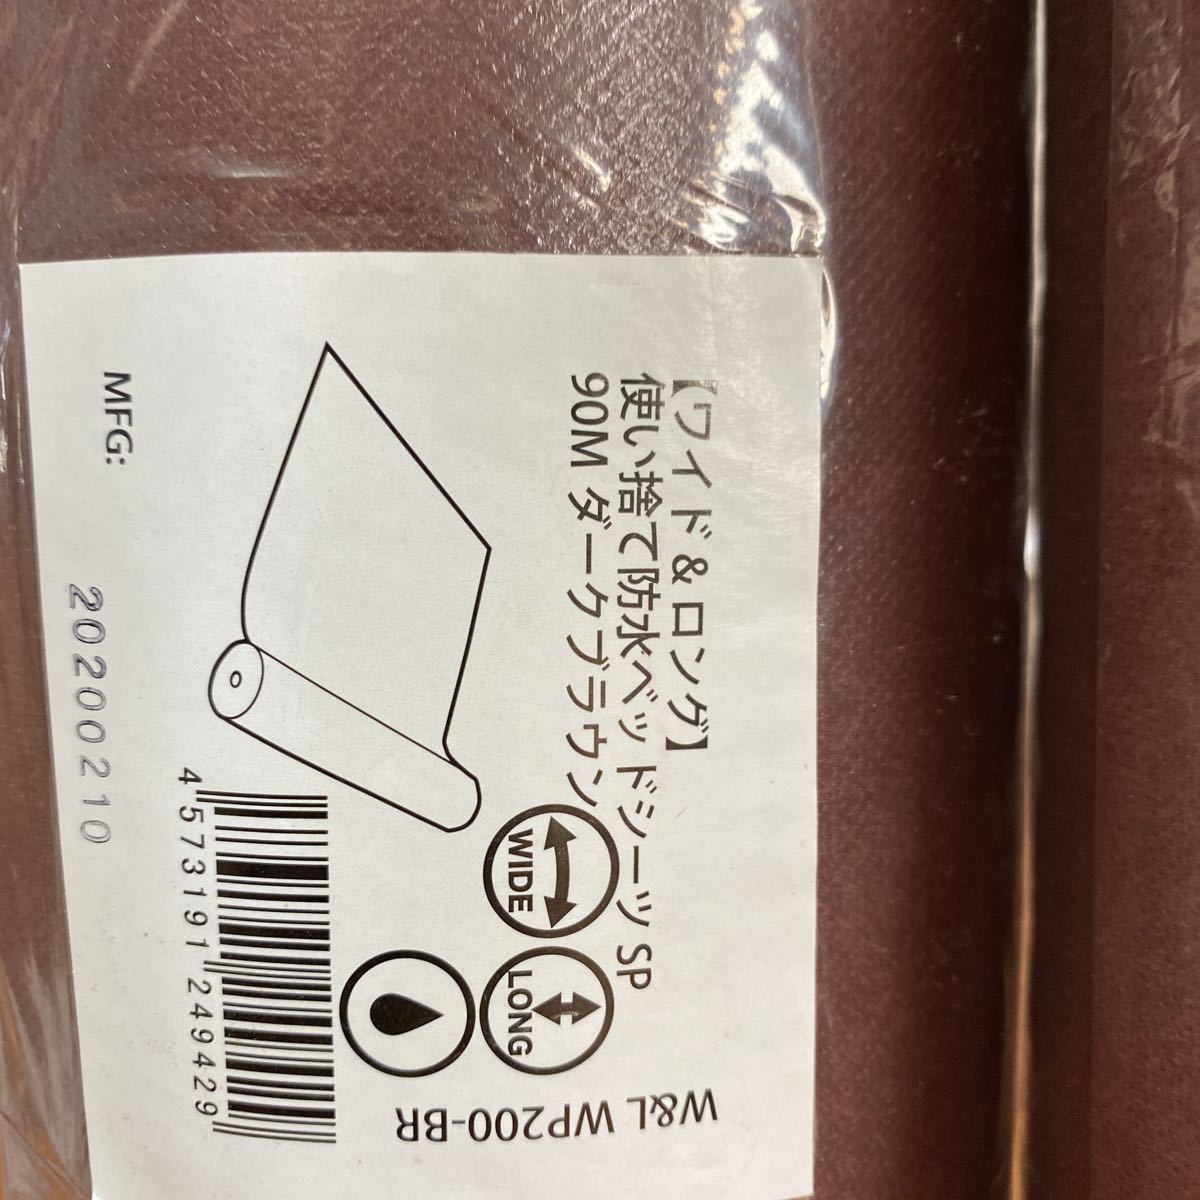 【ワイド&ロング】
使い捨て防水ベッドシーツ SP
90M ダークブラウン
WIDE
LONG
W&L WP200-BR
4 573191 249429
MFG:
20200210